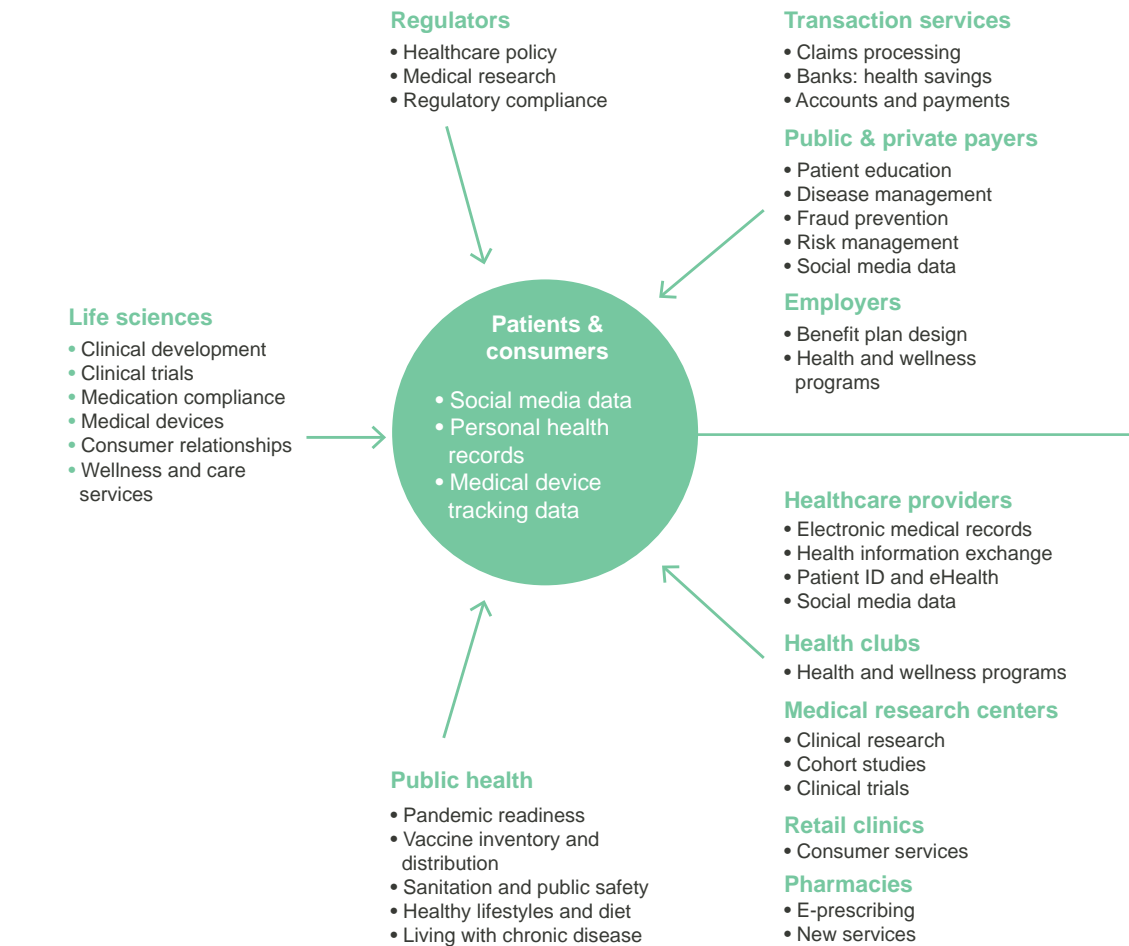 Regulators
• Healthcare policy
• Medical research
• Regulatory compliance
Transaction services
• Claims processing
• Banks: health savings
• Accounts and payments
Public & private payers
• Patient education
• Disease management
• Fraud prevention
• Risk management
• Social media data
Employers
• Benefit plan design
• Health and wellness
programs
Life sciences
• Clinical development
• Clinical trials
• Medication compliance
• Medical devices
• Consumer relationships
• Wellness and care
services
Patients &
consumers
• Social media data
• Personal health
records
• Medical device
tracking data
Healthcare providers
• Electronic medical records
• Health information exchange
• Patient ID and eHealth
• Social media data
Health clubs
• Health and wellness programs
Medical research centers
• Clinical research
• Cohort studies
• Clinical trials
Retail clinics
• Consumer services
Pharmacies
• E-prescribing
• New services
Public health
• Pandemic readiness
• Vaccine inventory and
distribution
• Sanitation and public safety
• Healthy lifestyles and diet
• Living with chronic disease